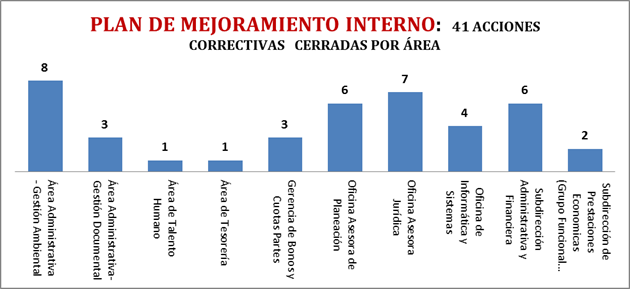 PLAN DE MEJORAMIENTO INTERNO: 41 ACCIONES
CORRECTIVAS CERRADAS POR ÁREA
8
3
1
1
3
6
7
4
6
2
Área Administrativa
- Gestión Ambiental
Área Administrativa-
Gestión Documental
Área de Talento
Humano
Área de Tesorería
Gerencia de Bonos y
Cuotas Partes
Oficina Asesora de
Planeación
Oficina Asesora
Jurídica
Oficina de
Informática y
Sistemas
Subdirección
Administrativa y
Financiera
Subdirección de
Prestaciones
Economicas
(Grupo Funcional...